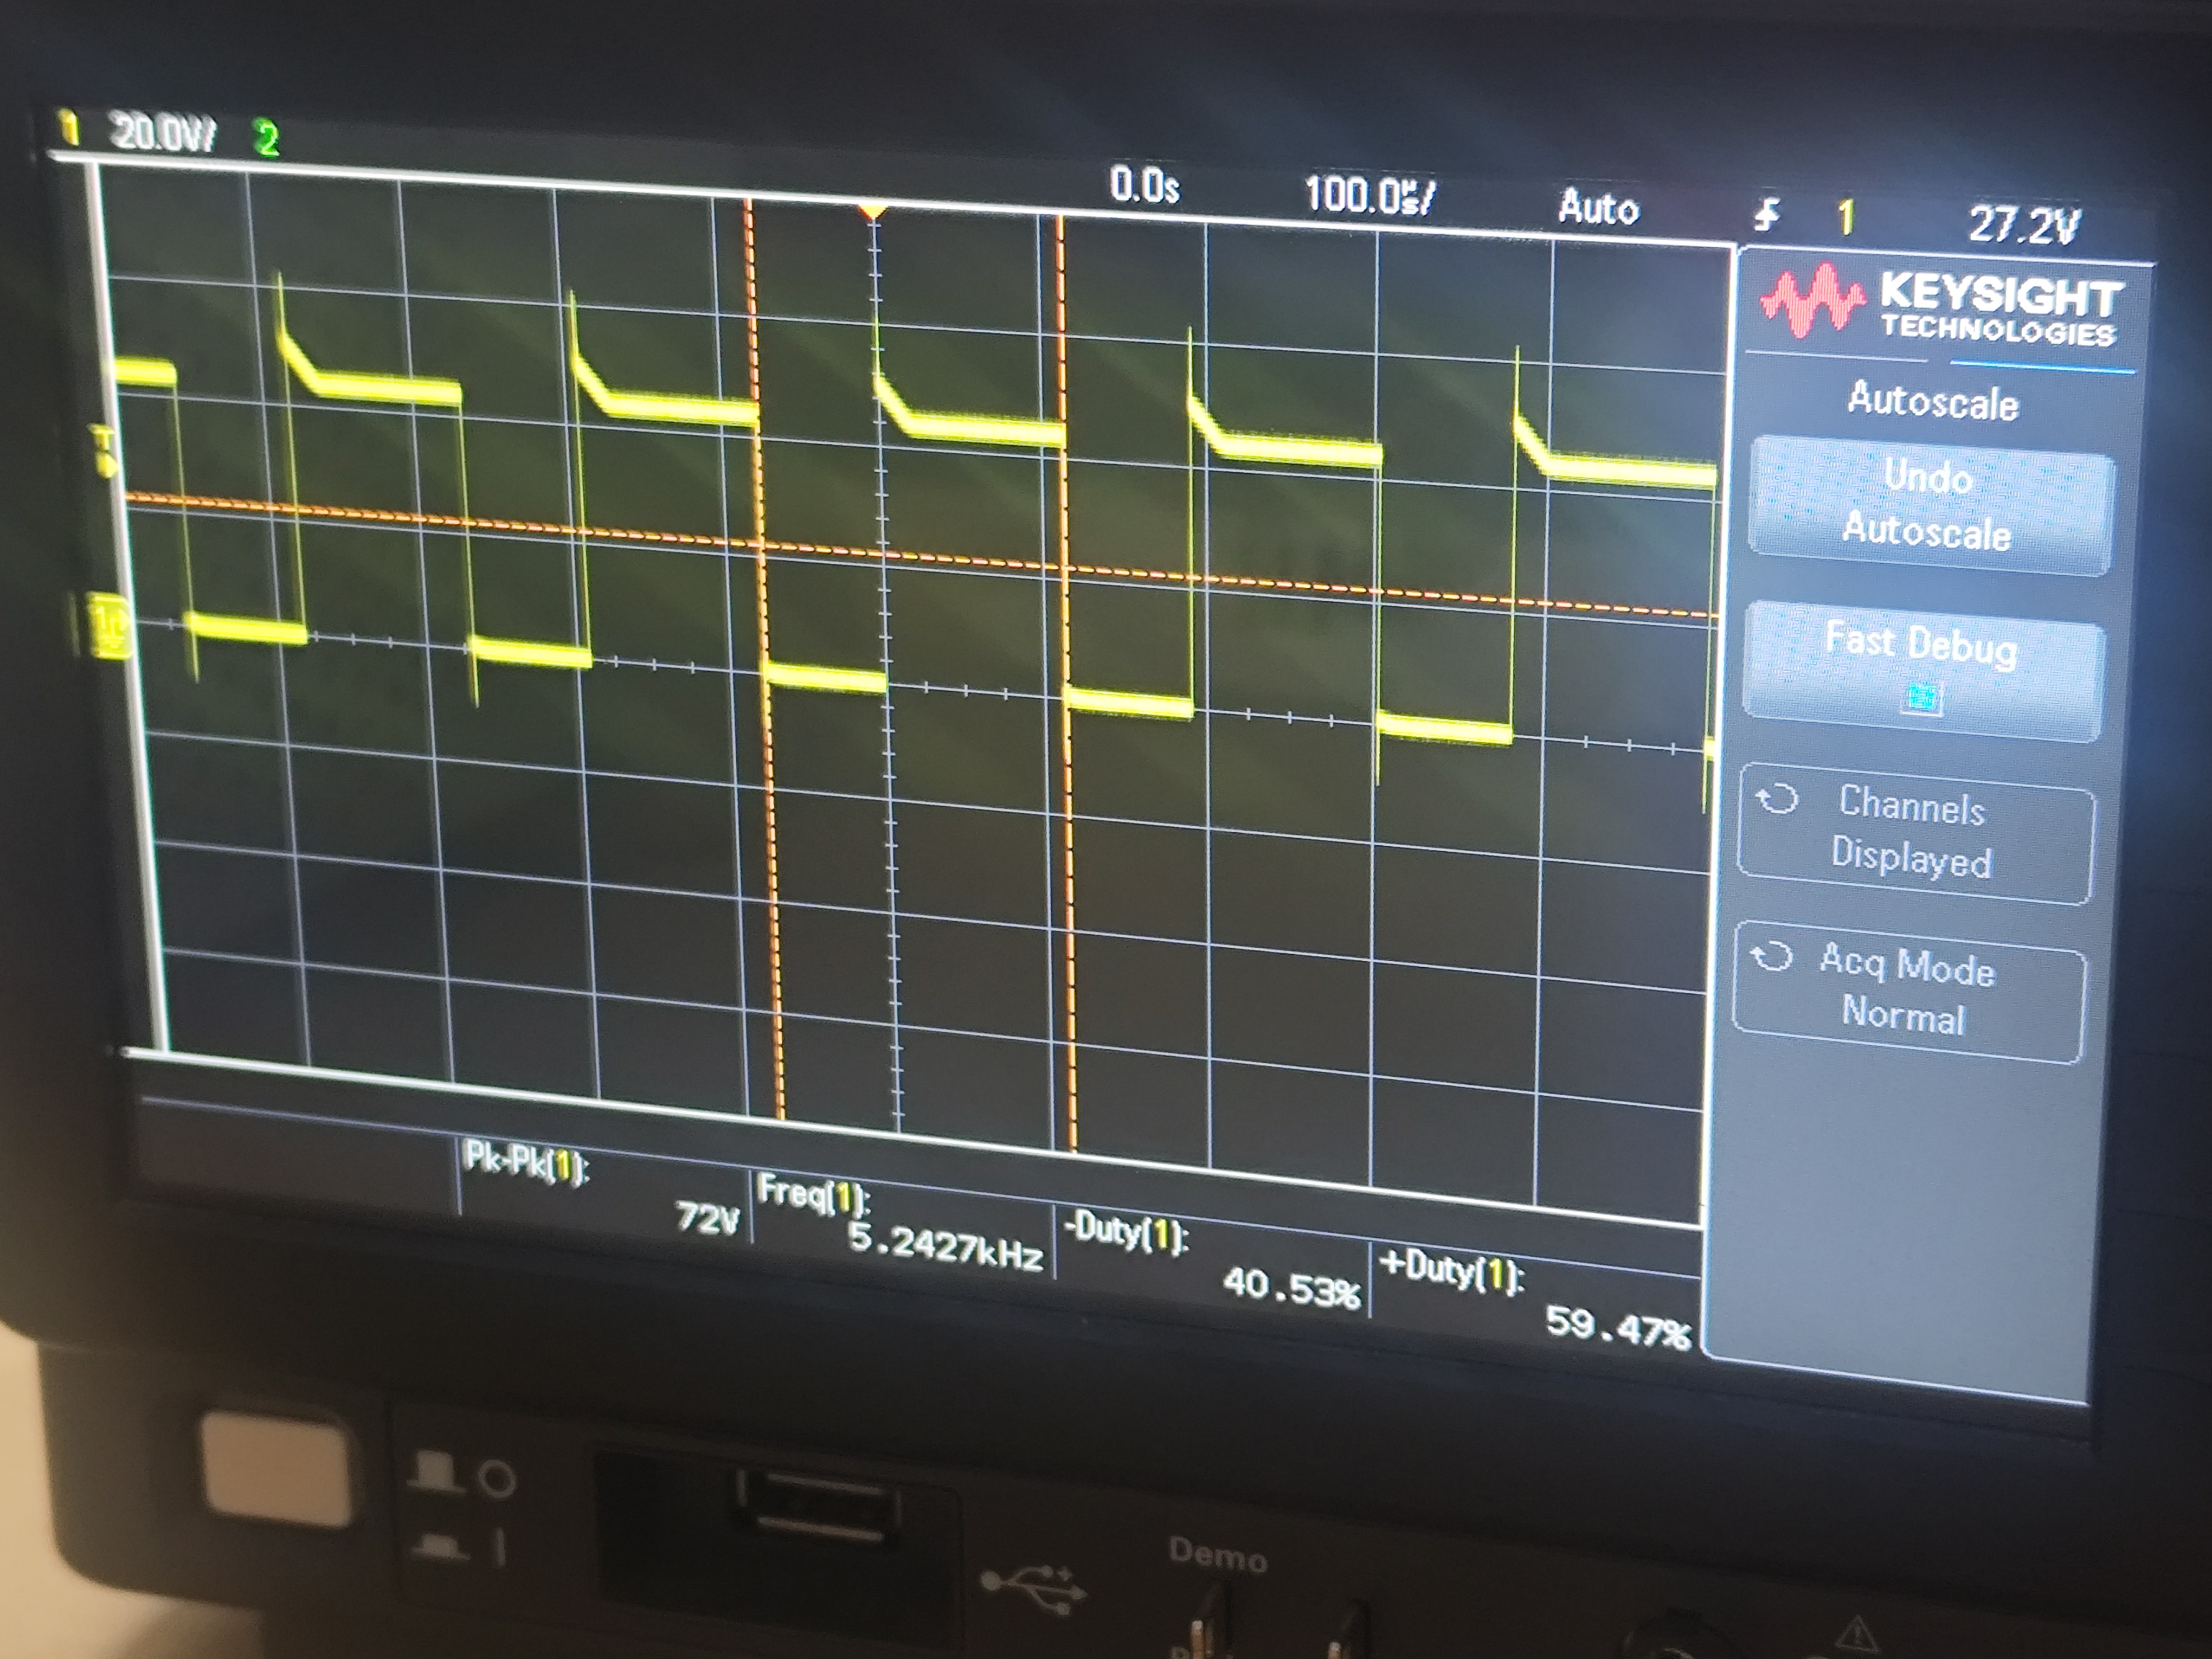 1 20.0V/ 2 0.0s 100.0µs/ Auto 1 27.2V
KEYSIGHT
TECHNOLOGIES
Autoscale
Undo
Autoscale
Fast Debug
Channels
Displayed
Acq Mode
Normal
Pk-Pk(1):
72V
Freq(1):
5.2427kHz
-Duty(1):
40.53%
+Duty(1):
59.47%
Demo